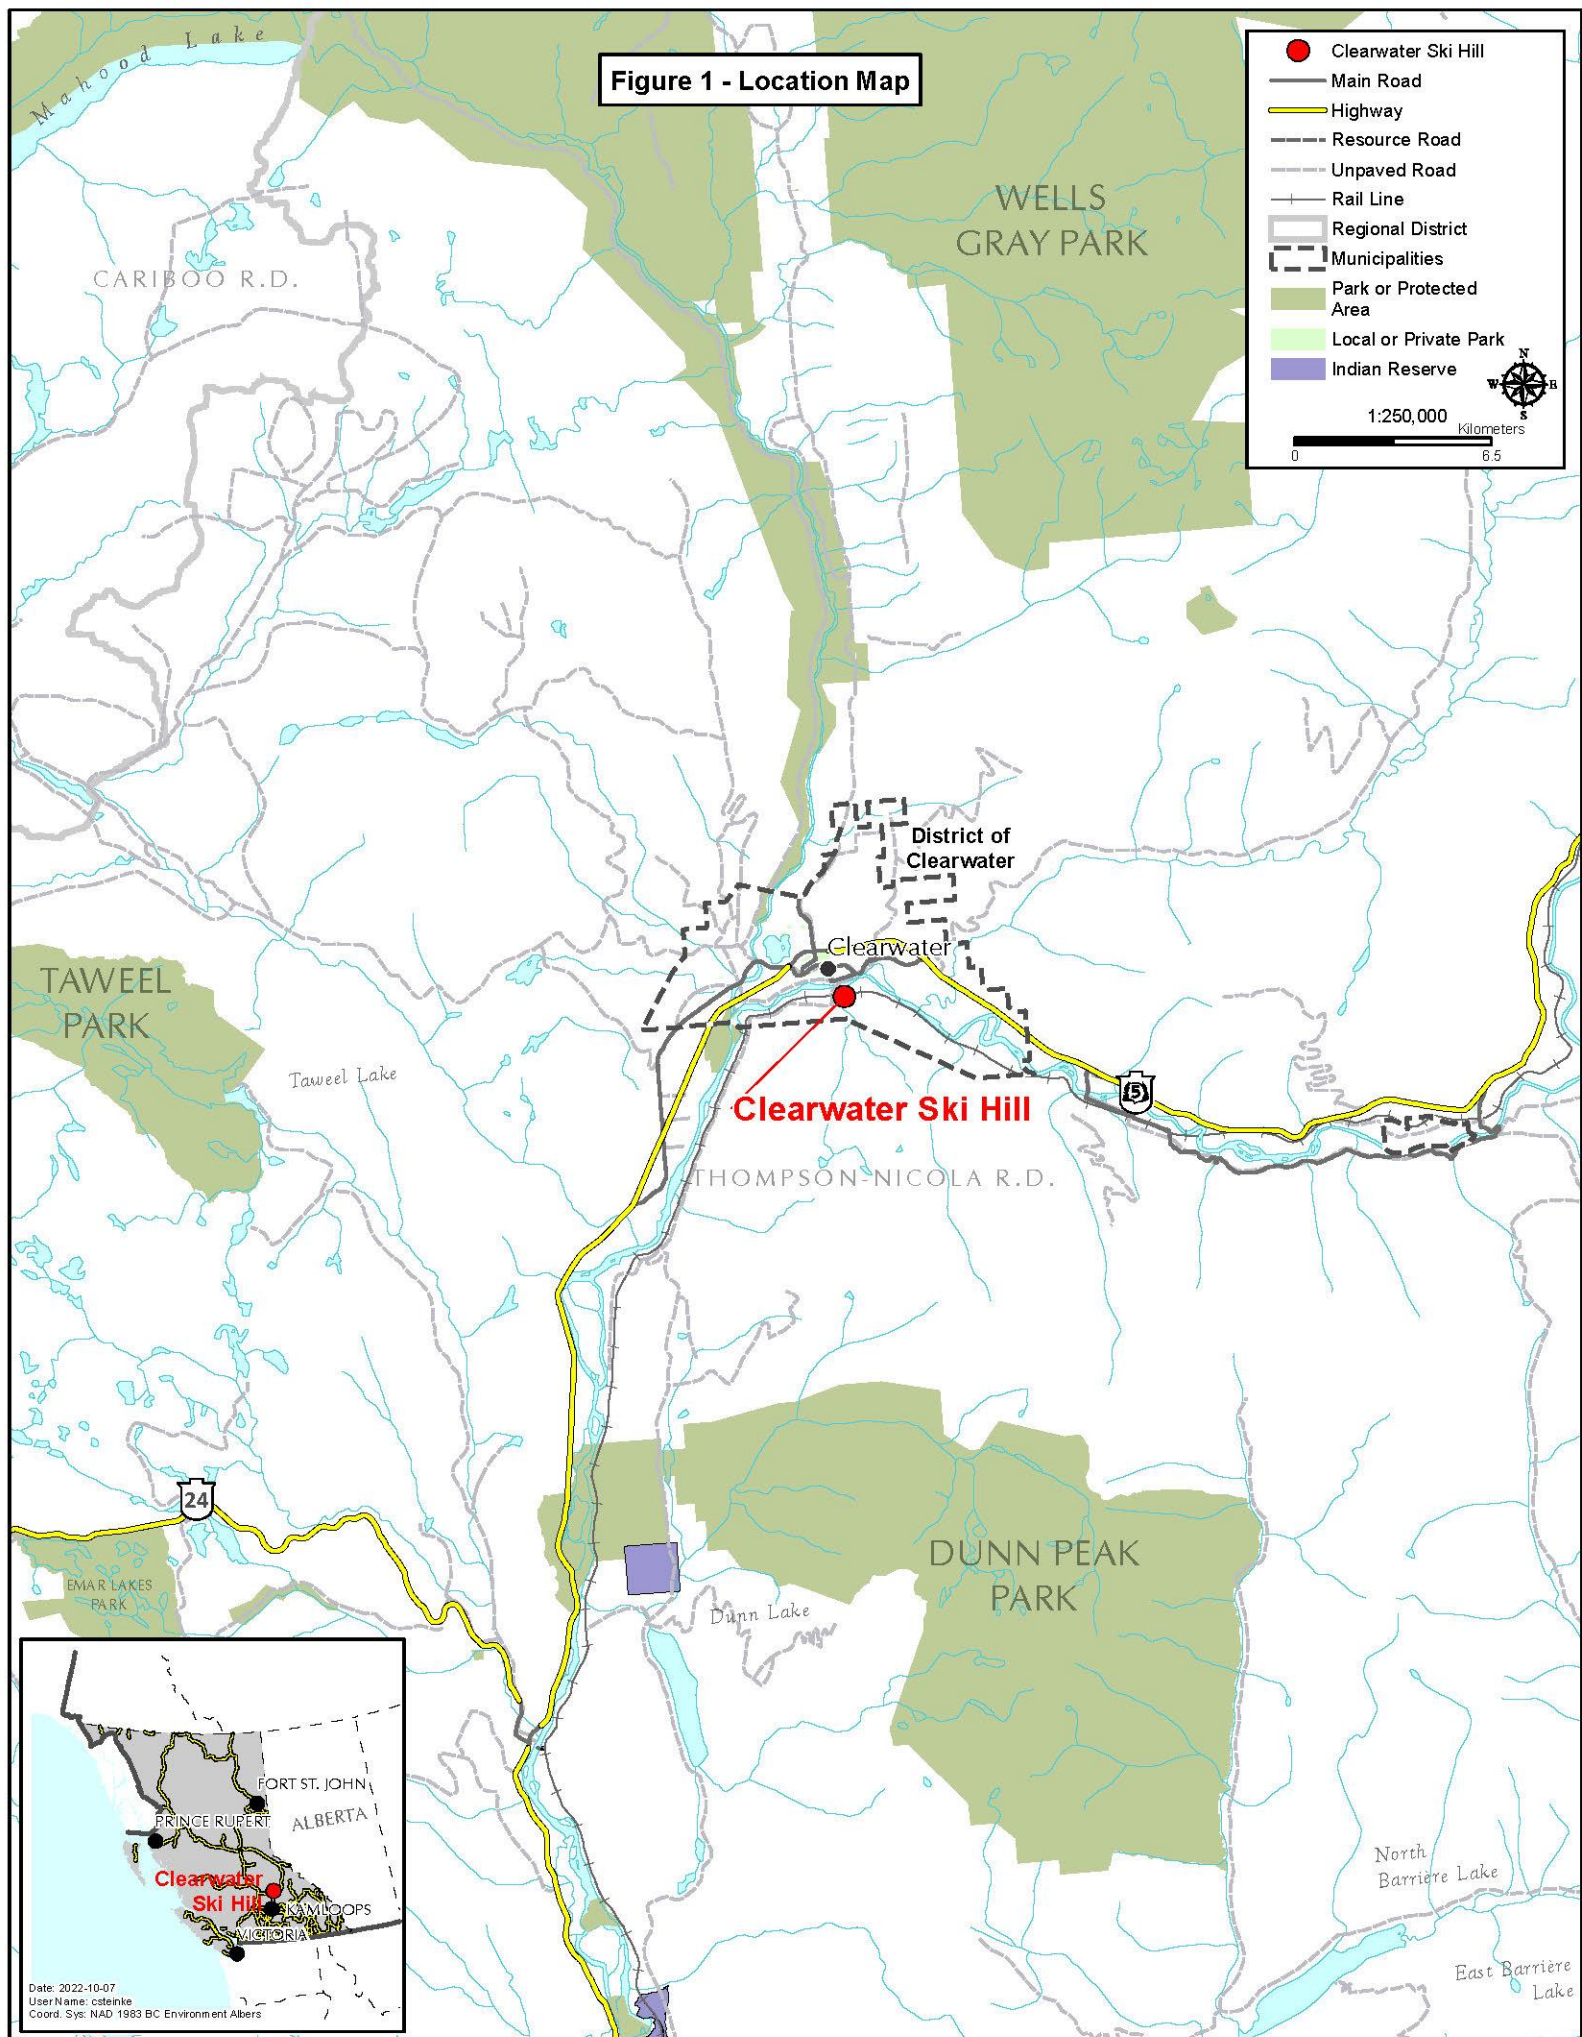 Mahood Lake
Figure 1 - Location Map
Clearwater Ski Hill
Main Road
Highway
Resource Road
Unpaved Road
Rail Line
Regional District
Municipalities
Park or Protected
Area
Local or Private Park
Indian Reserve
N
W
E
S
1:250,000
Kilometers
0
6.5
WELLS
GRAY PARK
CARIBOO R.D.
District of
Clearwater
Clearwater
TAWEEL
PARK
Taweel Lake
Clearwater Ski Hill
5
THOMPSON-NICOLA R.D.
24
EMAR LAKES
PARK
DUNN PEAK
PARK
Dunn Lake
North
Barrière Lake
East Barrière
Lake
FORT ST. JOHN
PRINCE RUPERT
ALBERTA
Clearwater
Ski Hill
KAMLOOPS
VICTORIA
Date: 2022-10-07
User Name: csteinke
Coord. Sys: NAD 1983 BC Environment Albers